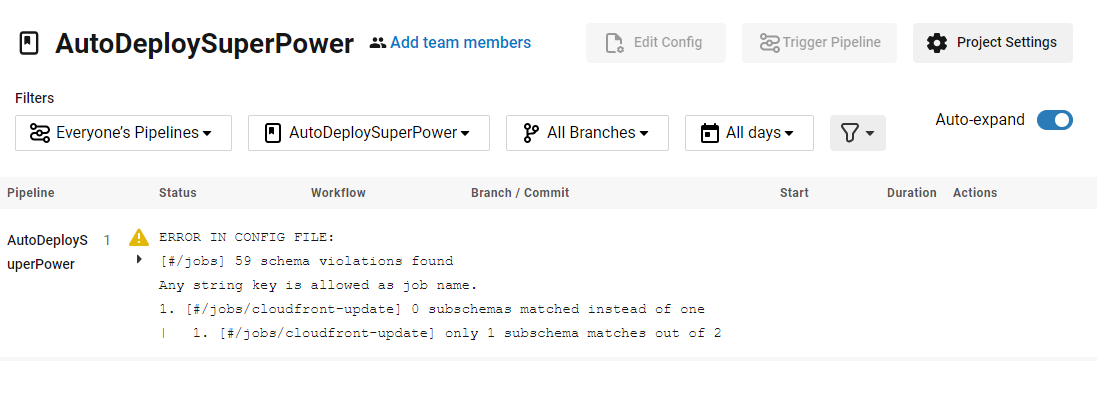 AutoDeploySuperPower
Add team members
Edit Config
Trigger Pipeline
Project Settings
Filters
Everyone's Pipelines
AutoDeploySuperPower
All Branches
All days
Auto-expand
Pipeline
Status
Workflow
Branch / Commit
Start
Duration
Actions
AutoDeployS
uperPower
1
ERROR IN CONFIG FILE:
[#/jobs] 59 schema violations found
Any string key is allowed as job name.
1. [#/jobs/cloudfront-update] 0 subschemas matched instead of one
|   1. [#/jobs/cloudfront-update] only 1 subschema matches out of 2